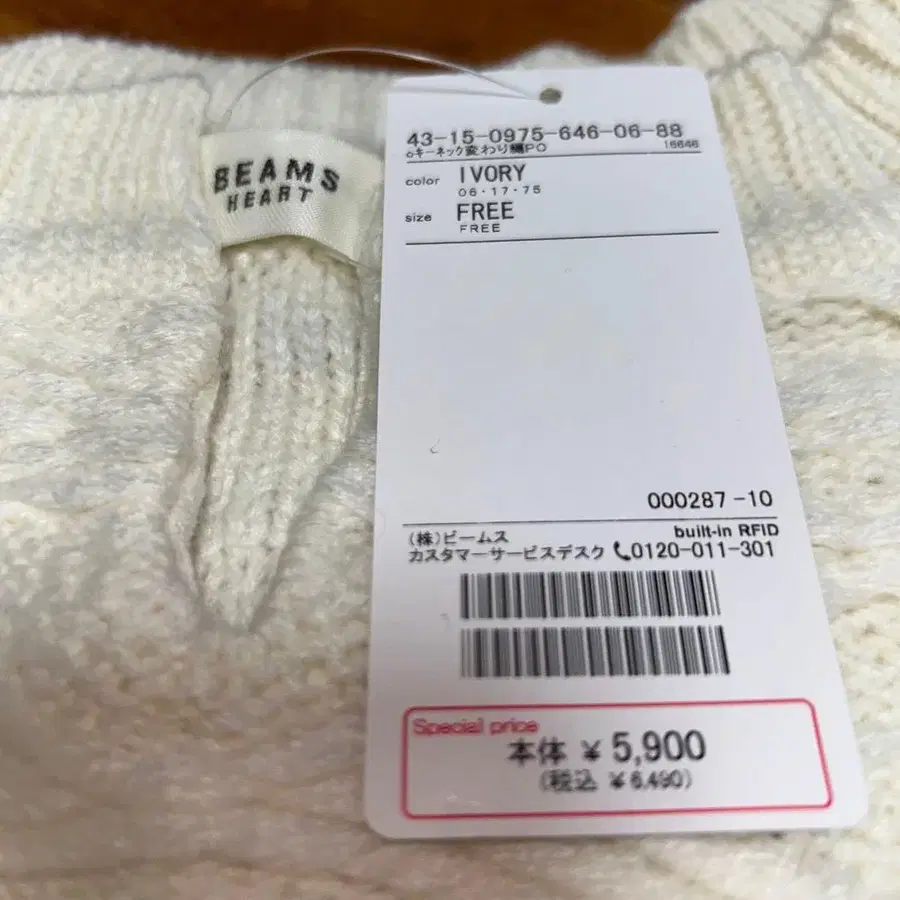 BEAMS
HEART
43-15-0975-646-06-88
oキーネック変わり編PO 16646
color IVORY
06・17・75
size FREE
FREE
000287-10
built-in RFID
(株)ビームス
カスタマーサービスデスク 0120-011-301
Special price
本体 ¥5,900
(税込 ¥6,490)